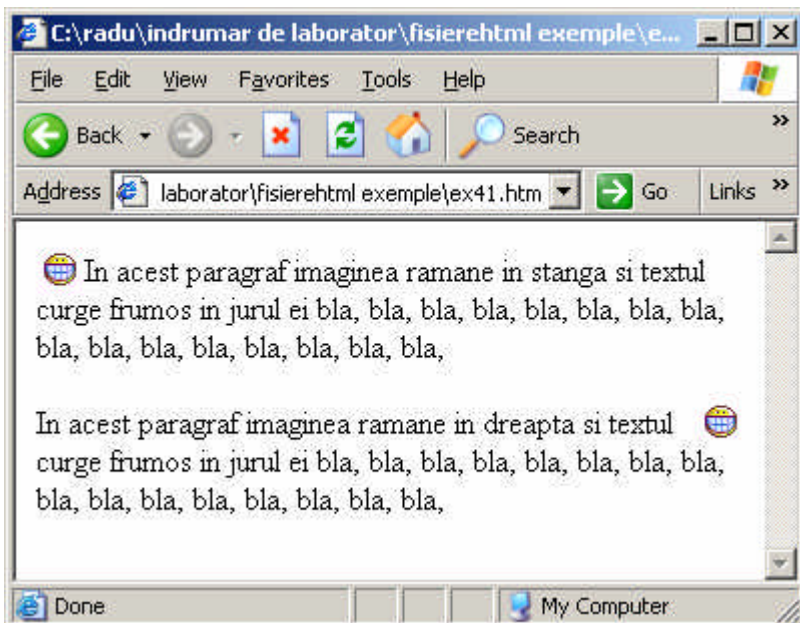 C:\radu\indrumar de laborator\fisierehtml exemple\e...
File Edit View Favorites Tools Help
Back Search »
Address laborator\fisierehtml exemple\ex41.htm Go Links »
In acest paragraf imaginea ramane in stanga si textul
curge frumos in jurul ei bla, bla, bla, bla, bla, bla, bla, bla,
bla, bla, bla, bla, bla, bla, bla, bla,
In acest paragraf imaginea ramane in dreapta si textul
curge frumos in jurul ei bla, bla, bla, bla, bla, bla, bla, bla,
bla, bla, bla, bla, bla, bla, bla, bla,
Done My Computer